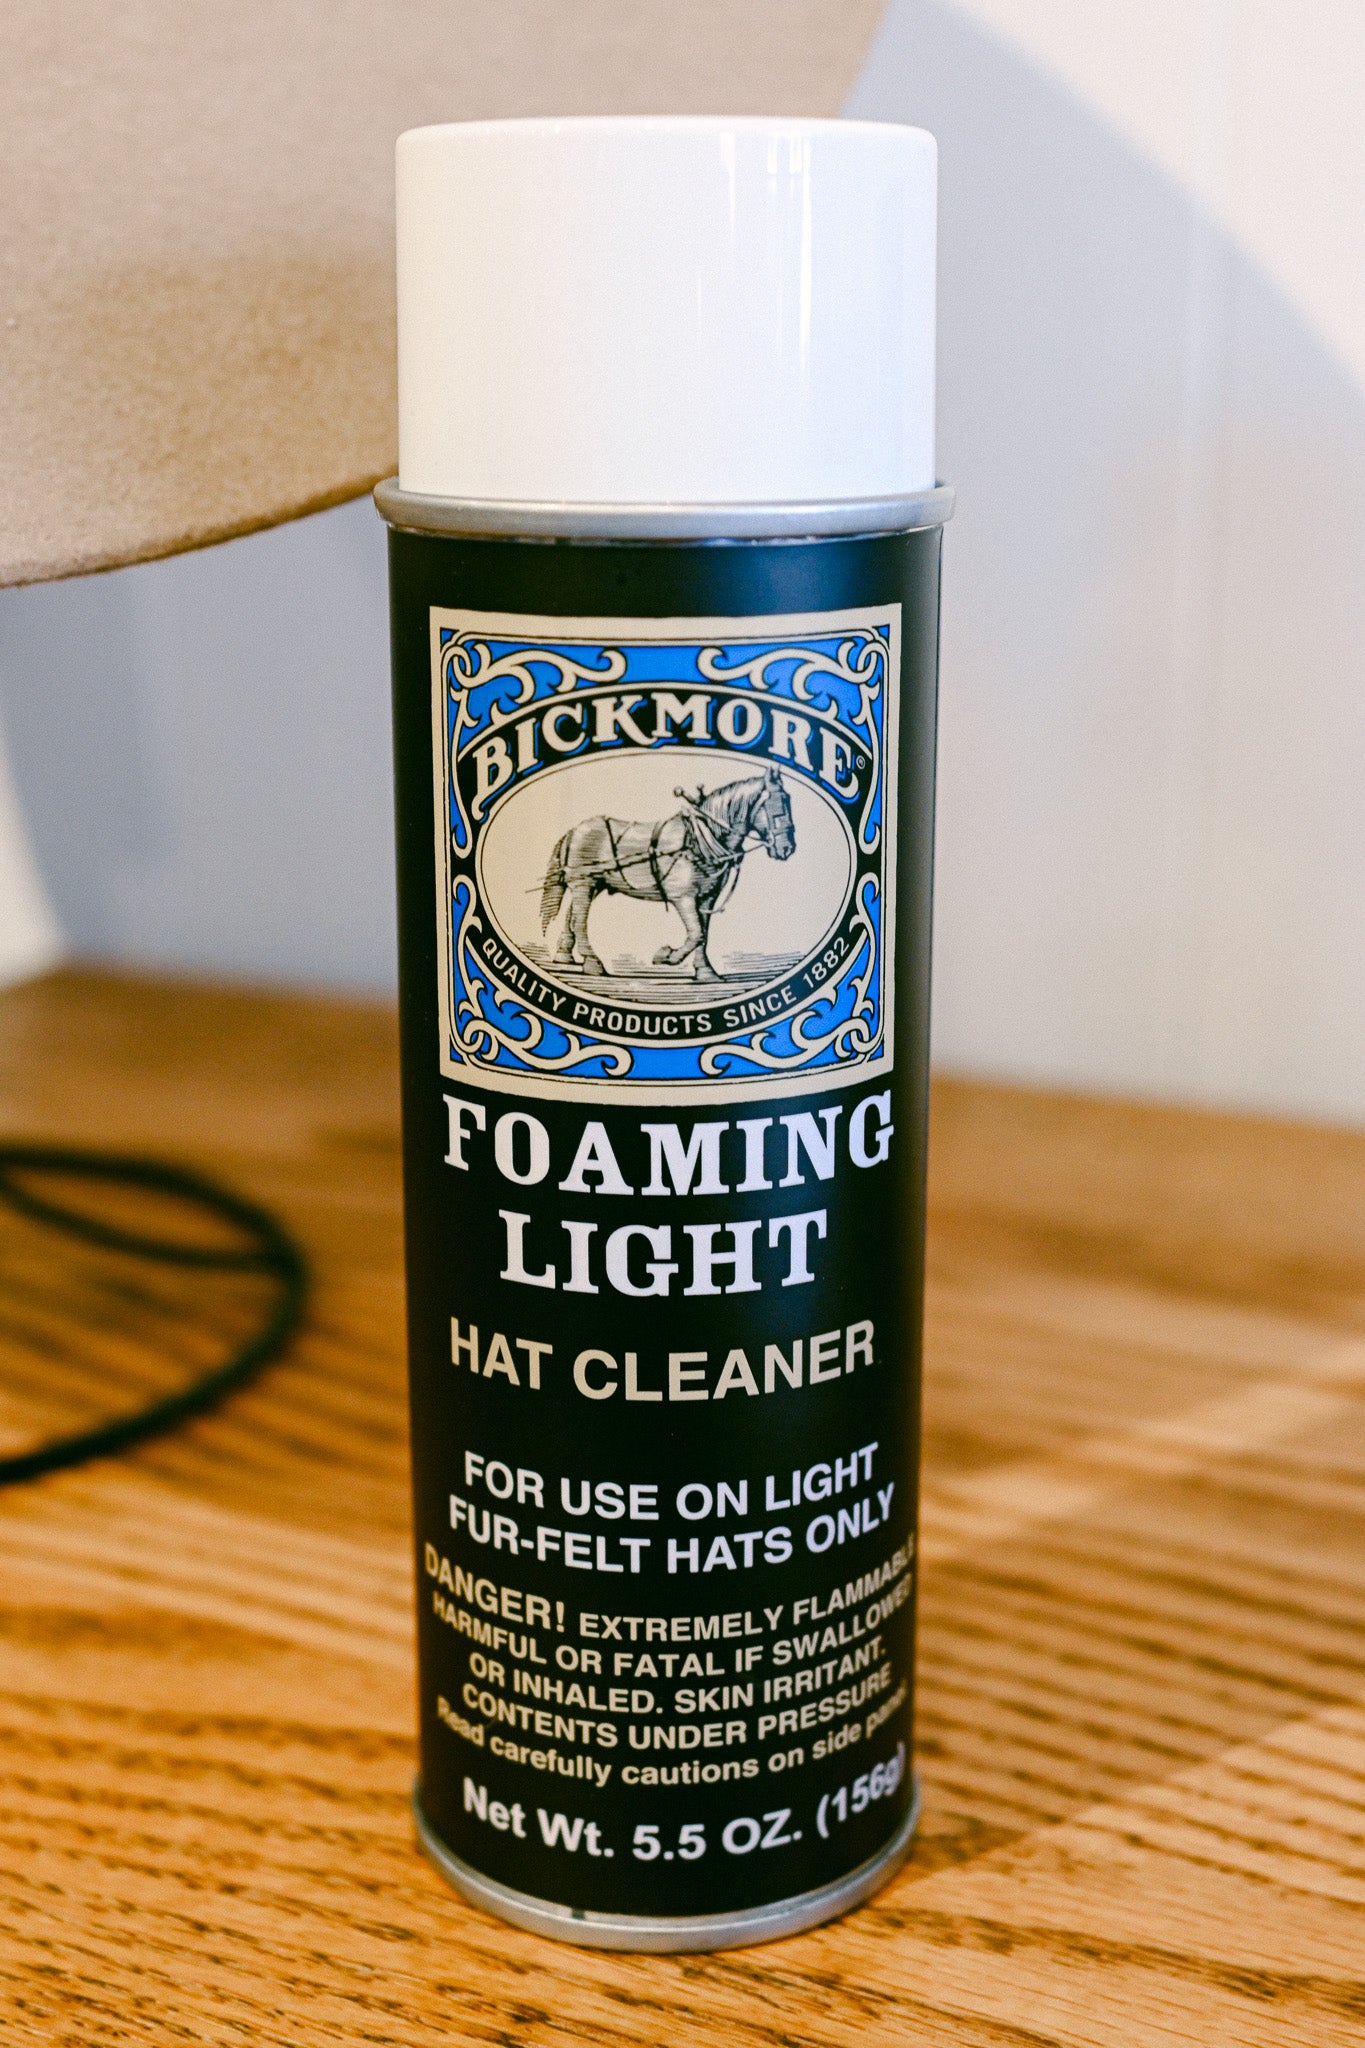 BICKMORE®
QUALITY PRODUCTS SINCE 1882
FOAMING
LIGHT
HAT CLEANER
FOR USE ON LIGHT
FUR-FELT HATS ONLY
DANGER! EXTREMELY FLAMMABLE
HARMFUL OR FATAL IF SWALLOWED
OR INHALED. SKIN IRRITANT.
CONTENTS UNDER PRESSURE
Read carefully cautions on side panel
Net Wt. 5.5 OZ. (156g)